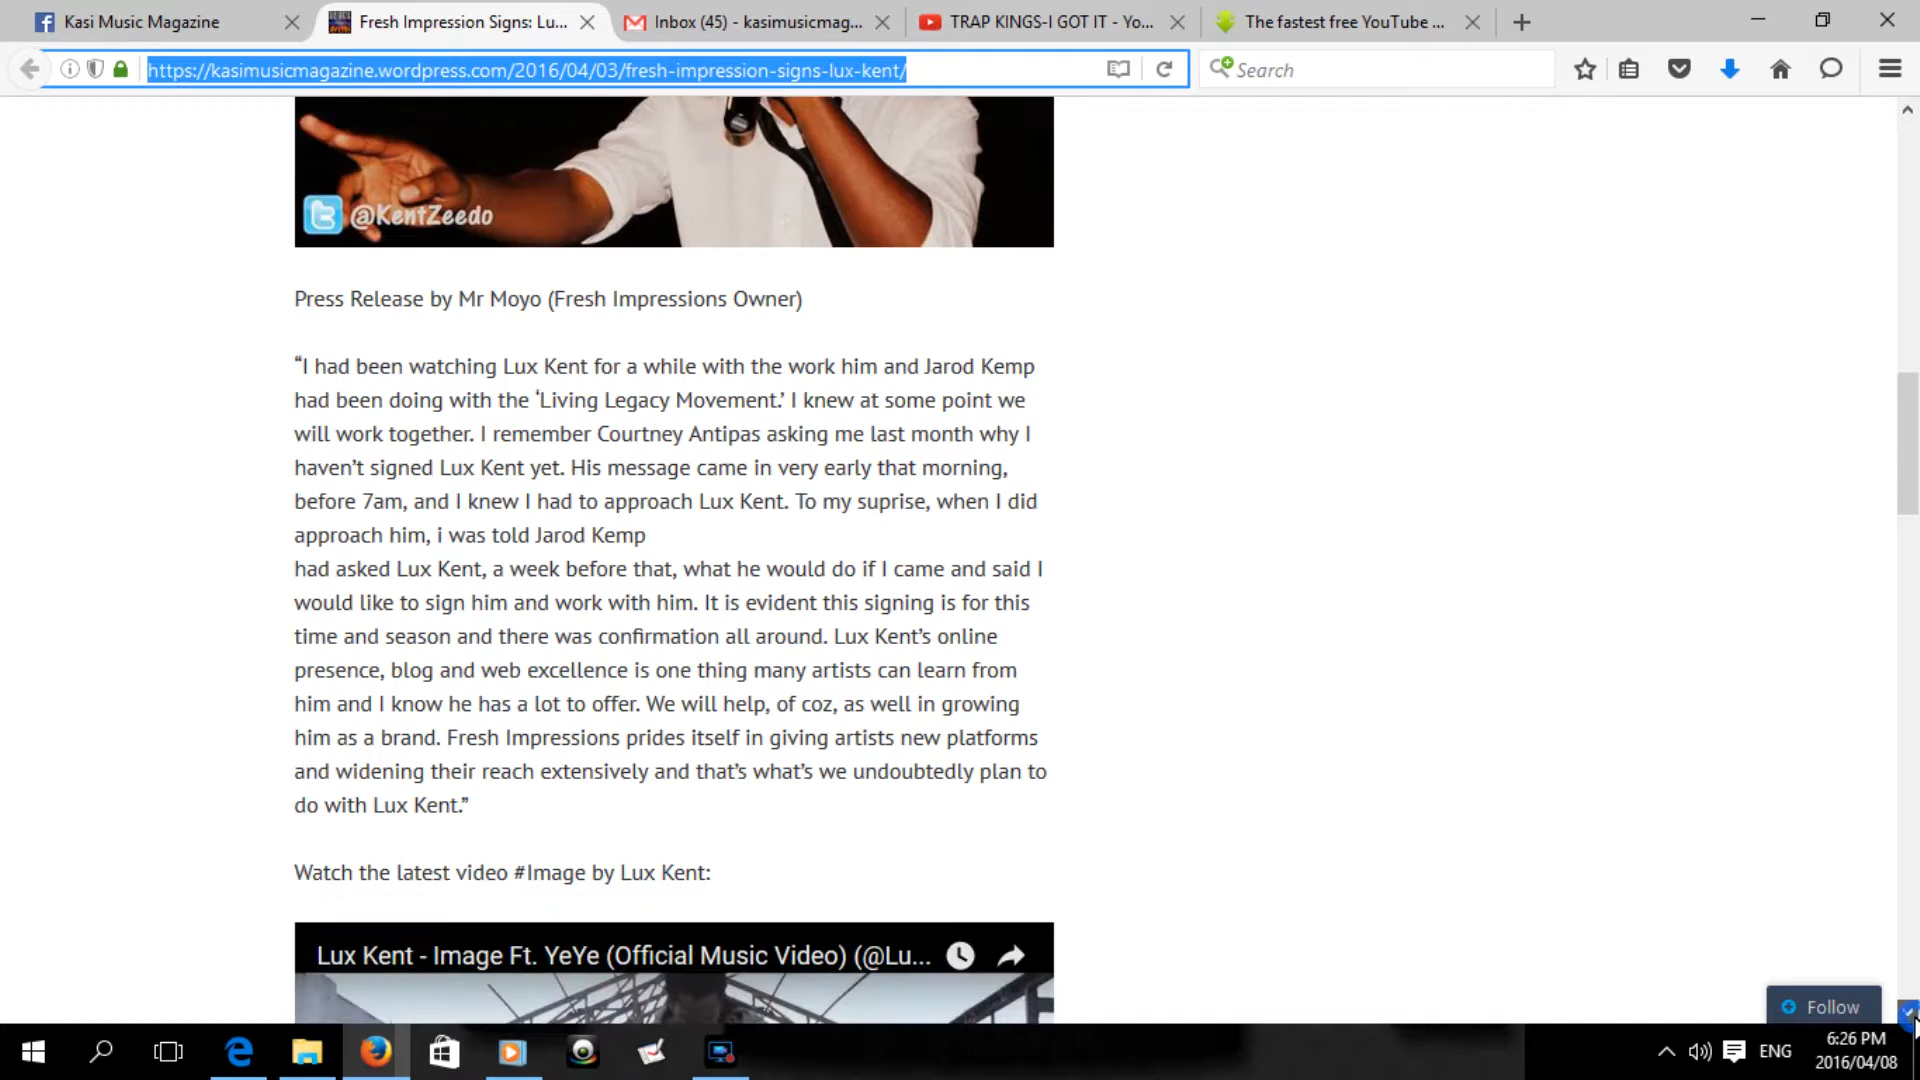 Kasi Music Magazine
Fresh Impression Signs: Lu...
Inbox (45) - kasimusicmag...
TRAP KINGS-I GOT IT - Yo...
The fastest free YouTube ...
https://kasimusicmagazine.wordpress.com/2016/04/03/fresh-impression-signs-lux-kent/
Search
@KentZeedo
Press Release by Mr Moyo (Fresh Impressions Owner)
“I had been watching Lux Kent for a while with the work him and Jarod Kemp
had been doing with the ‘Living Legacy Movement.’ I knew at some point we
will work together. I remember Courtney Antipas asking me last month why I
haven’t signed Lux Kent yet. His message came in very early that morning,
before 7am, and I knew I had to approach Lux Kent. To my suprise, when I did
approach him, i was told Jarod Kemp
had asked Lux Kent, a week before that, what he would do if I came and said I
would like to sign him and work with him. It is evident this signing is for this
time and season and there was confirmation all around. Lux Kent’s online
presence, blog and web excellence is one thing many artists can learn from
him and I know he has a lot to offer. We will help, of coz, as well in growing
him as a brand. Fresh Impressions prides itself in giving artists new platforms
and widening their reach extensively and that’s what’s we undoubtedly plan to
do with Lux Kent.”
Watch the latest video #Image by Lux Kent:
Lux Kent - Image Ft. YeYe (Official Music Video) (@Lu...
Follow
ENG
6:26 PM
2016/04/08